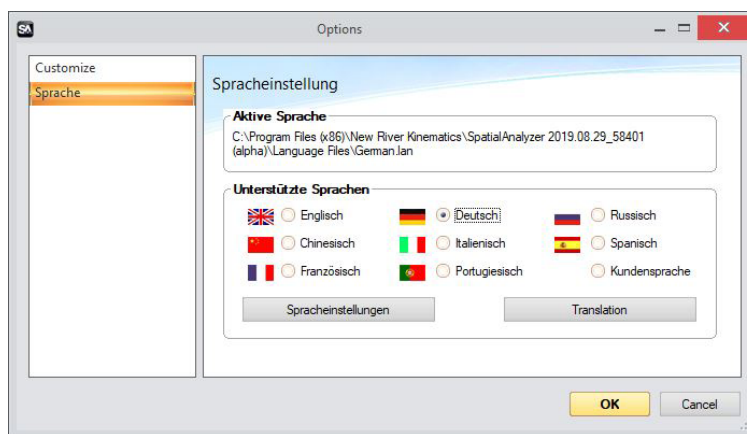 SA
Options
Customize
Sprache
Spracheinstellung
Aktive Sprache
C:\Program Files (x86)\New River Kinematics\SpatialAnalyzer 2019.08.29_58401
(alpha)\Language Files\German.lan
Unterstützte Sprachen
Englisch Deutsch Russisch
Chinesisch Italienisch Spanisch
Französisch Portugiesisch Kundensprache
Spracheinstellungen Translation
OK Cancel